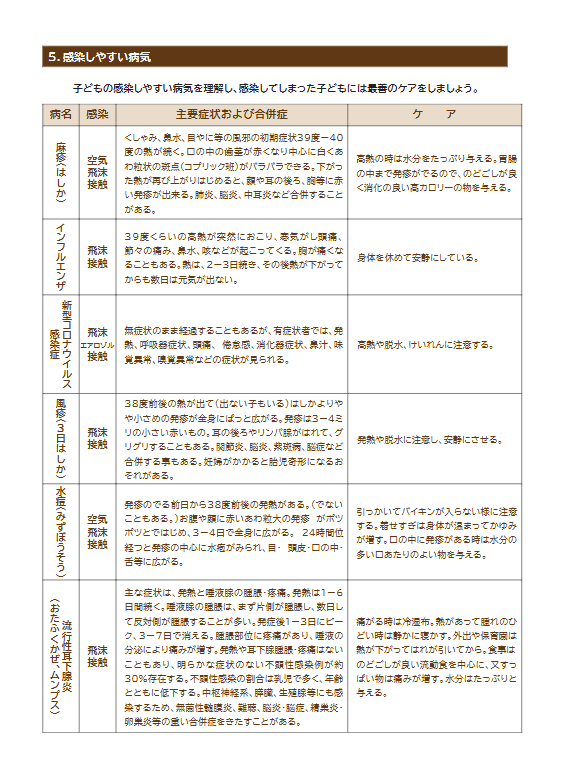 5. 感染しやすい病気
子どもの感染しやすい病気を理解し、感染してしまった子どもには最善のケアをしましょう。
病名 感染 主要症状および合併症 ケ ア
麻疹(はしか)
空気
飛沫
接触
くしゃみ、鼻水、目やに等の風邪の初期症状39度−40
度の熱が続く。口の中の歯茎が赤くなり中心に白くあ
わ粒状の斑点(コプリック斑)がパラパラできる。下がっ
た熱が再び上がりはじめると、顔や耳の後ろ、胸等に赤
い発疹が出来る。肺炎、脳炎、中耳炎など合併すること
がある。
高熱の時は水分をたっぷり与える。胃腸
の中まで発疹がでるので、のどごしが良
く消化の良い高カロリーの物を与える。
インフルエンザ
飛沫
接触
39度くらいの高熱が突然におこり、寒気がし頭痛、
節々の痛み、鼻水、咳などが起こってくる。胸が痛くな
ることもある。熱は、2−3日続き、その後熱が下がって
からも数日は元気が出ない。
身体を休めて安静にしている。
新型コロナウイルス
感染症
飛沫
エアロゾル
接触
無症状のまま経過することもあるが、有症状者では、発
熱、呼吸器症状、頭痛、 倦怠感、消化器症状、鼻汁、味
覚異常、嗅覚異常などの症状が見られる。
高熱や脱水、けいれんに注意する。
風疹(3日はしか)
飛沫
接触
38度前後の熱が出て(出ない子もいる)はしかよりや
や小さめの発疹が全身にぱっと広がる。発疹は3−4ミ
リの小さい赤いもの。耳の後ろやリンパ腺がはれて、グ
リグリすることもある。関節炎、脳炎、紫斑病、脳症など
合併する事もある。妊婦がかかると胎児奇形になるお
それがある。
発熱や脱水に注意し、安静にさせる。
水痘(みずぼうそう)
空気
飛沫
接触
発疹のでる前日から38度前後の発熱がある。(でない
こともある。)お腹や顔に赤いあわ粒大の発疹 がポツ
ポツとではじめ、3−4日で全身に広がる。 24時間位
経つと発疹の中心に水疱がみられ、目・ 頭皮・口の中・
舌等に広がる。
引っかいてバイキンが入らない様に注意
する。着せすぎは身体が温まってかゆみ
が増す。口の中に発疹がある時は水分の
多い口あたりのよい物を与える。
流行性耳下腺炎
(おたふくかぜ、ムンプス)
飛沫
接触
主な症状は、発熱と唾液腺の腫脹・疼痛。発熱は1−6
日間続く。唾液腺の腫脹は、まず片側が腫脹し、数日し
て反対側が腫脹することが多い。発症後1−3日にピー
ク、3−7日で消える。腫脹部位に疼痛があり、唾液の
分泌により痛みが増す。発熱や耳下腺腫脹・疼痛はない
こともあり、明らかな症状のない不顕性感染例が約
30%存在する。不顕性感染の割合は乳児で多く、年齢
とともに低下する。中枢神経系、膵臓、生殖腺等にも感
染するため、無菌性髄膜炎、難聴、脳炎・脳症、精巣炎・
卵巣炎等の重い合併症をきたすことがある。
痛がる時は冷湿布。熱があって腫れのひ
どい時は静かに寝かす。外出や保育園は
熱が下がってはれが引いてから。食事は
のどごしが良い流動食を中心に、又すっ
ぱい物は痛みが増す。水分はたっぷりと
与える。